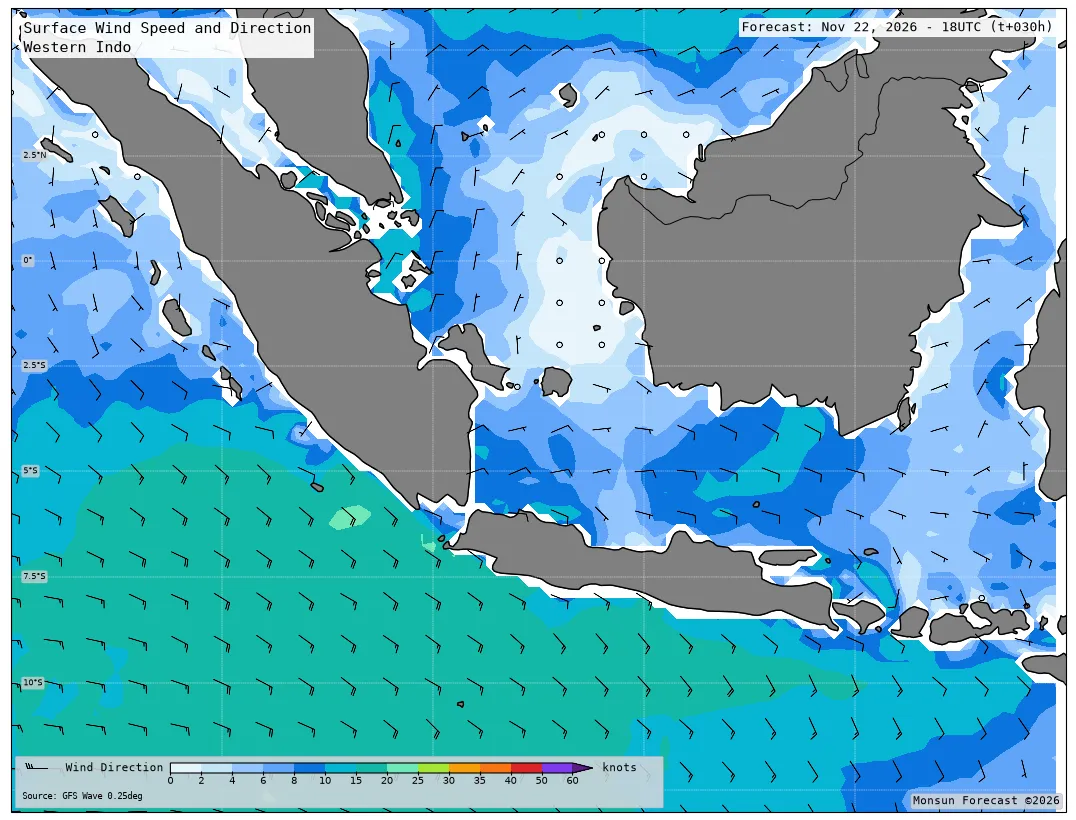 Surface Wind Speed and Direction
Western Indo
Forecast: Nov 22, 2026 - 18UTC (t+030h)
2.5°N
0°
2.5°S
5°S
7.5°S
10°S
Wind Direction
0 2 4 6 8 10 15 20 25 30 35 40 50 60
knots
Source: GFS Wave 0.25deg
Monsun Forecast ©2026